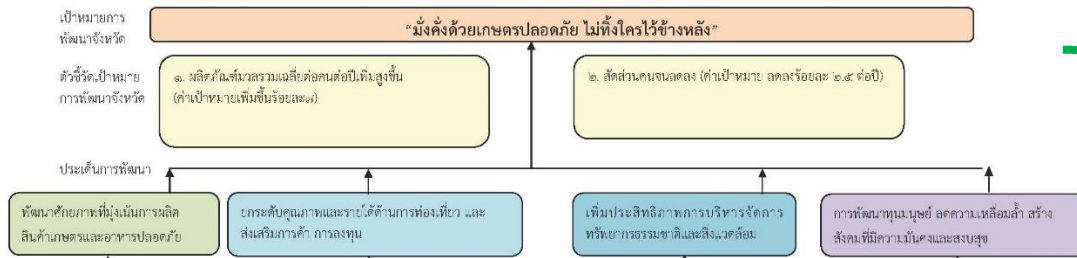 เป้าหมายการ
พัฒนาจังหวัด
“มั่งคั่งด้วยเกษตรปลอดภัย ไม่ทิ้งใครไว้ข้างหลัง”
ตัวชี้วัดเป้าหมาย
การพัฒนาจังหวัด
๑. ผลิตภัณฑ์มวลรวมเฉลี่ยต่อคนต่อปีเพิ่มสูงขึ้น
(ค่าเป้าหมายเพิ่มขึ้นร้อยละ๗)
๒. สัดส่วนคนจนลดลง (ค่าเป้าหมาย ลดลงร้อยละ ๒.๕ ต่อปี)
ประเด็นการพัฒนา
พัฒนาศักยภาพที่มุ่งเน้นการผลิต
สินค้าเกษตรและอาหารปลอดภัย
ยกระดับคุณภาพและรายได้ด้านการท่องเที่ยว และ
ส่งเสริมการค้า การลงทุน
เพิ่มประสิทธิภาพการบริหารจัดการ
ทรัพยากรธรรมชาติและสิ่งแวดล้อม
การพัฒนาทุนมนุษย์ ลดความเหลื่อมล้ำ สร้าง
สังคมที่มีความมั่นคงและสงบสุข